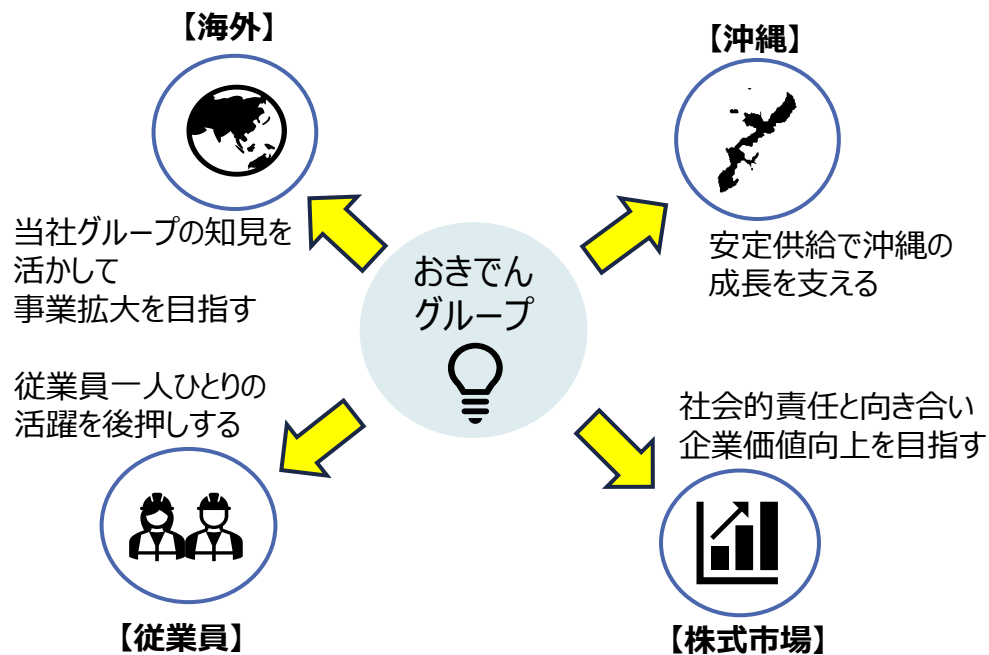 【海外】
当社グループの知見を
活かして
事業拡大を目指す
【沖縄】
安定供給で沖縄の
成長を支える
おきでん
グループ
従業員一人ひとりの
活躍を後押しする
【従業員】
社会的責任と向き合い
企業価値向上を目指す
【株式市場】